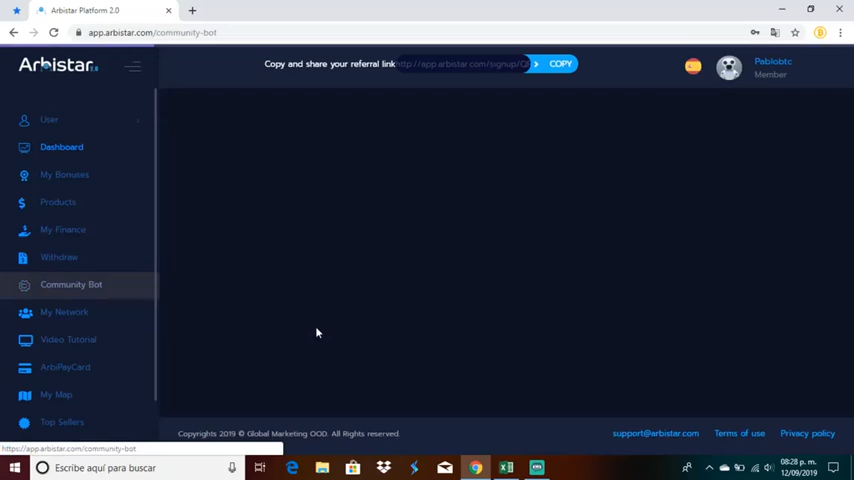 Arbistar Platform 2.0
app.arbistar.com/community-bot
Arbistar 2.0
Copy and share your referral link
http://app.arbistar.com/signup/
COPY
Pablobtc
Member
User
Dashboard
My Bonuses
Products
My Finance
Withdraw
Community Bot
My Network
Video Tutorial
ArbiPayCard
My Map
Top Sellers
Copyrights 2019 © Global Marketing OOD. All Rights reserved.
support@arbistar.com Terms of use Privacy policy
https://app.arbistar.com/community-bot
Escribe aquí para buscar
08:28 p. m.
12/09/2019